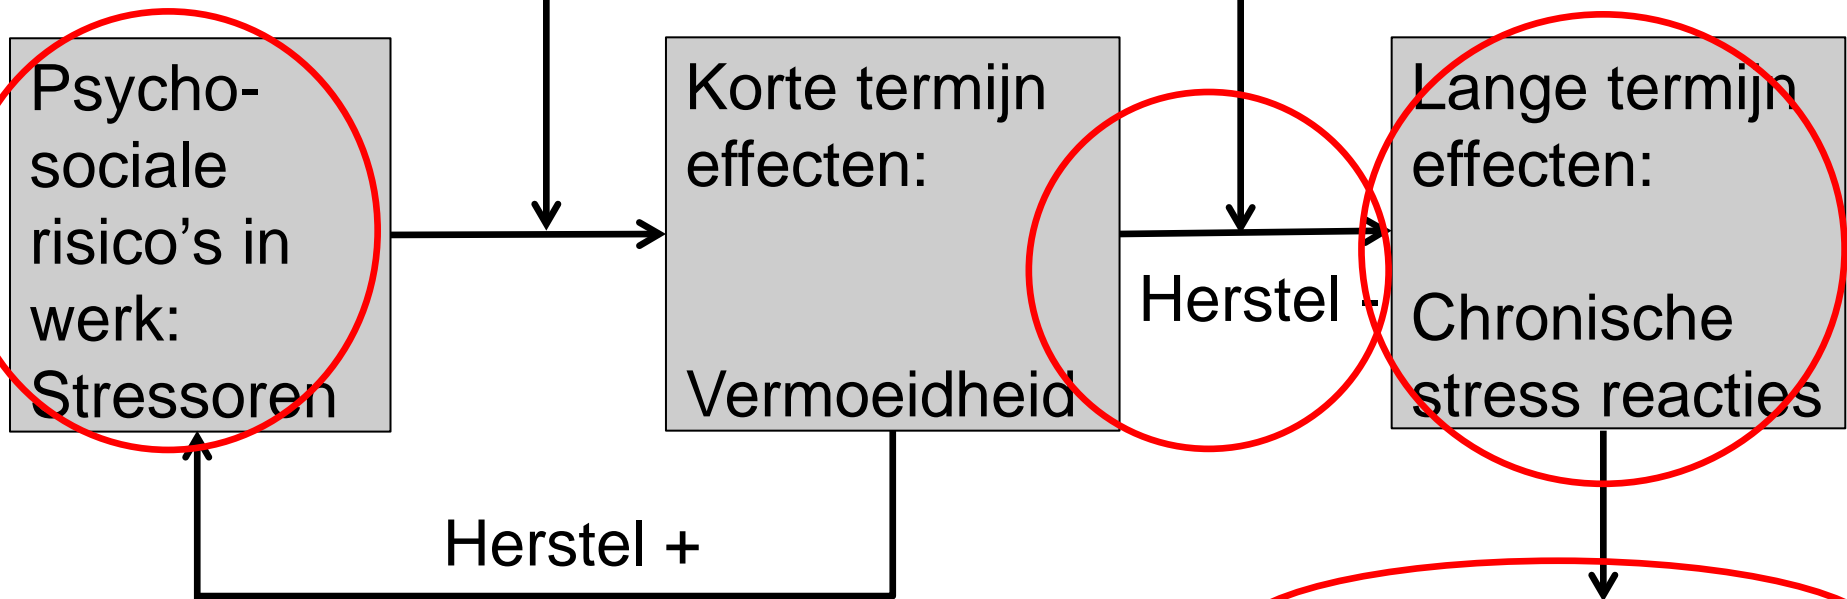 Psycho-
sociale
risico's in
werk:
Stressoren
Korte termijn
effecten:
Vermoeidheid
Herstel -
Lange termijn
effecten:
Chronische
stress reacties
Herstel +